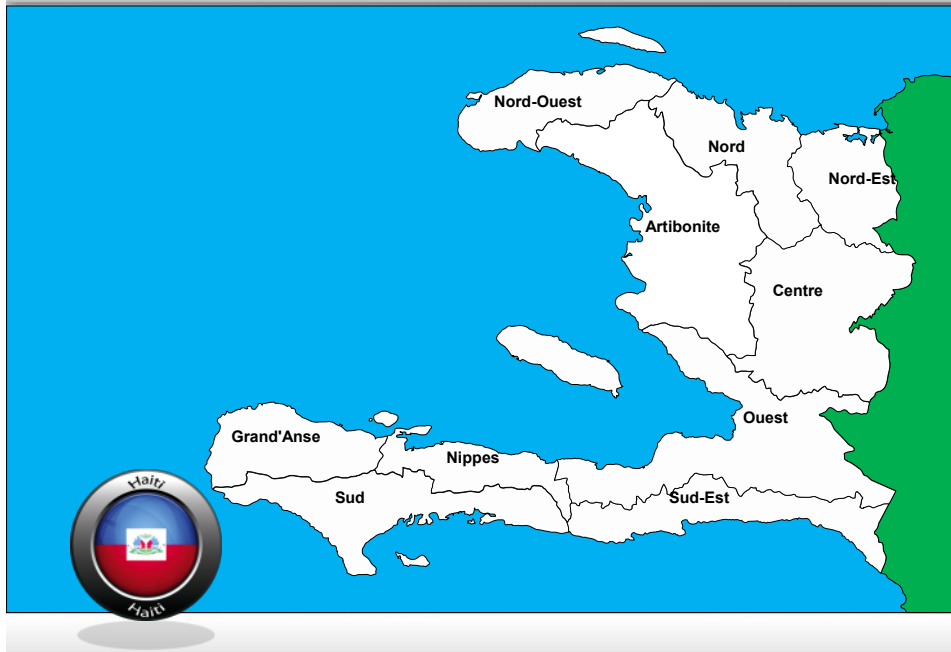 Nord-Ouest
Nord
Nord-Est
Artibonite
Centre
Ouest
Grand'Anse
Nippes
Sud
Sud-Est
Haiti
Haiti